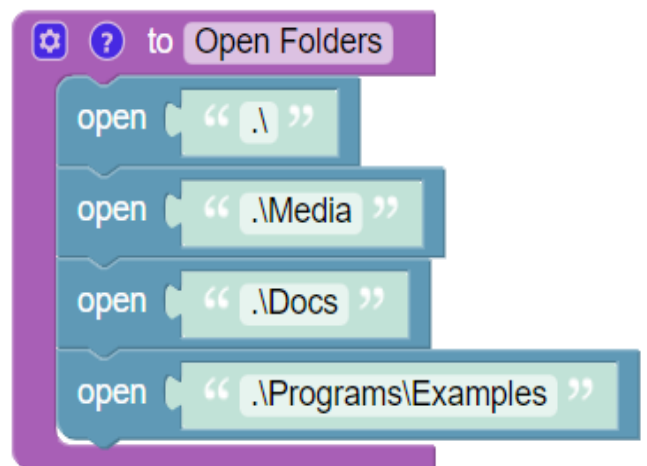 ? to Open Folders
open “ .\ ”
open “ .\Media ”
open “ .\Docs ”
open “ .\Programs\Examples ”